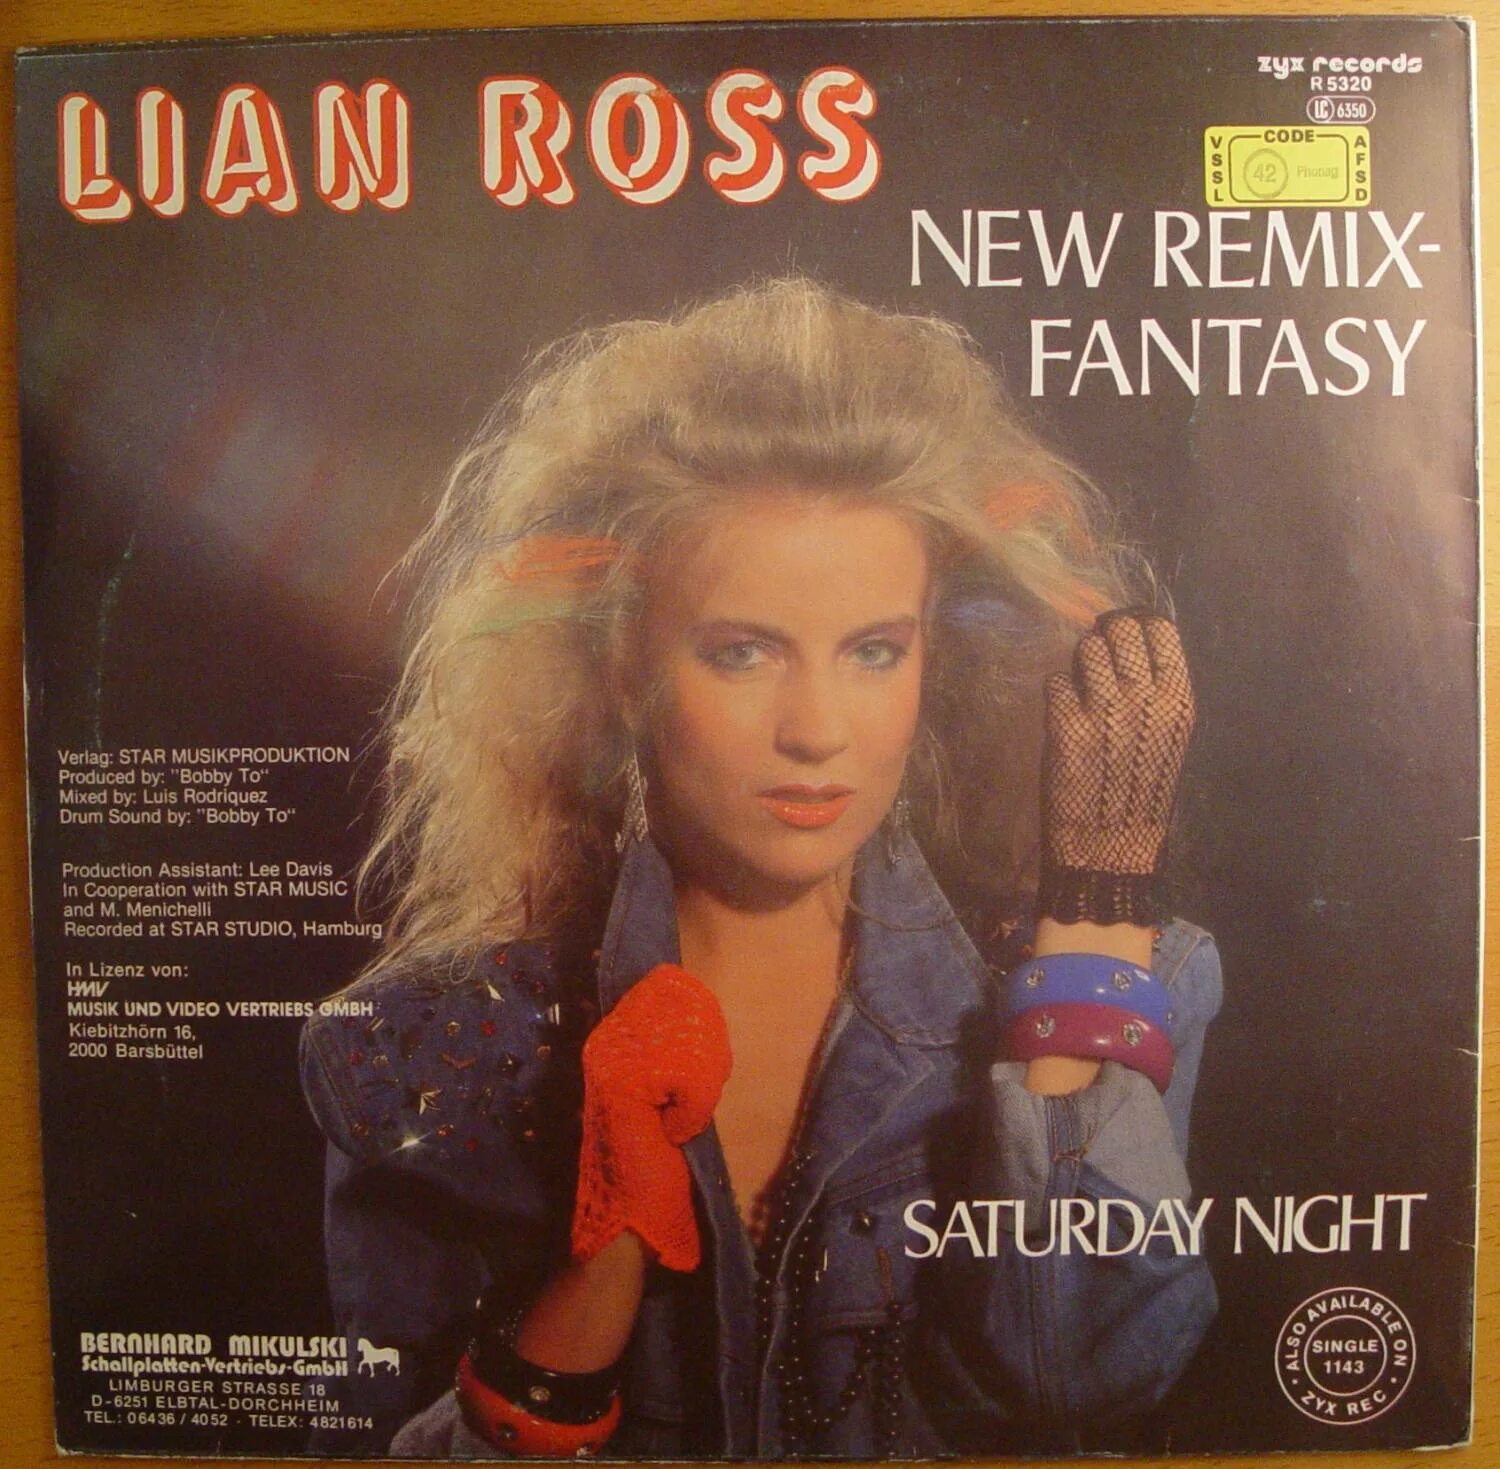 LIAN ROSS
zyx records
R 5320
LC 6350
CODE
VSSL
42 Phonag
AFSD
NEW REMIX-
FANTASY
Verlag: STAR MUSIKPRODUKTION
Produced by: "Bobby To"
Mixed by: Luis Rodriquez
Drum Sound by: "Bobby To"
Production Assistant: Lee Davis
In Cooperation with STAR MUSIC
and M. Menichelli
Recorded at STAR STUDIO, Hamburg
In Lizenz von:
HMV
MUSIK UND VIDEO VERTRIEBS GMBH
Kiebitzhörn 16,
2000 Barsbüttel
SATURDAY NIGHT
BERNHARD MIKULSKI
Schallplatten-Vertriebs-GmbH
LIMBURGER STRASSE 18
D-6251 ELBTAL-DORCHHEIM
TEL.: 06436 / 4052 - TELEX: 4821614
ALSO AVAILABLE ON
SINGLE
1143
ZYX REC